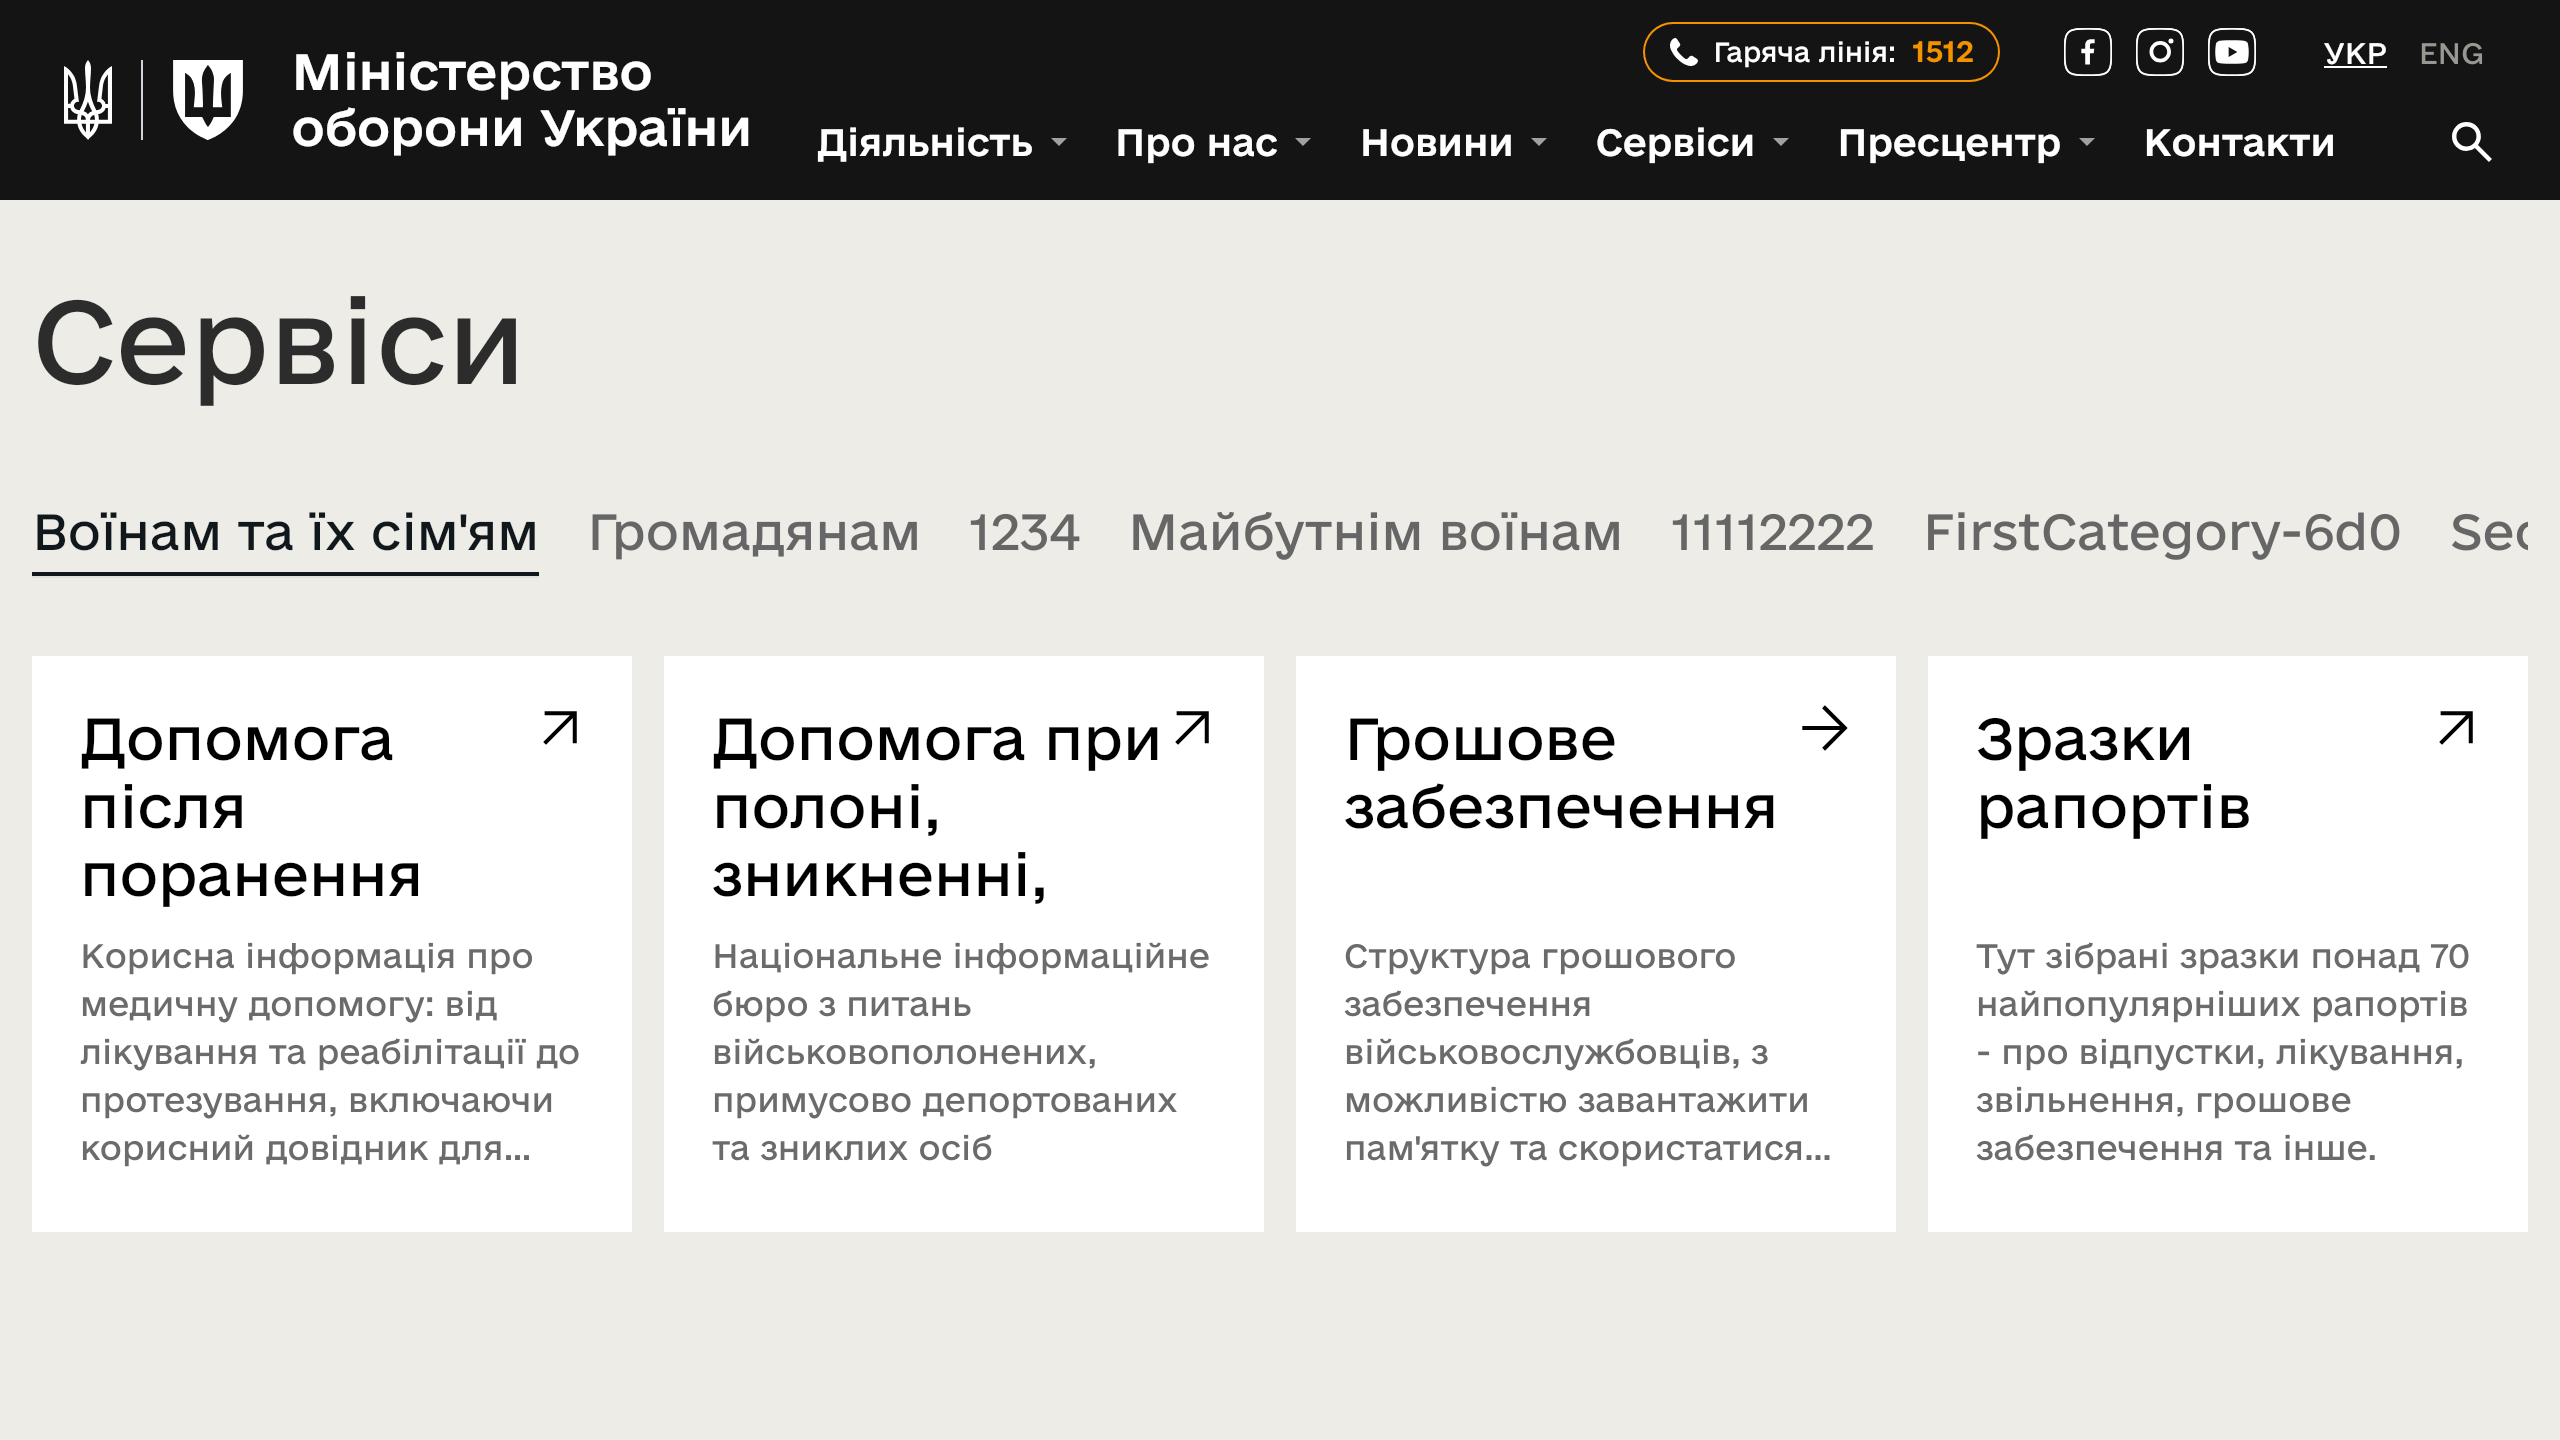 Міністерство
оборони України
Гаряча лінія: 1512
УКР ENG
Діяльність Про нас Новини Сервіси Пресцентр Контакти
Сервіси
Воїнам та їх сім'ям Громадянам 1234 Майбутнім воїнам 11112222 FirstCategory-6d0 Sec
Допомога
після
поранення
Корисна інформація про
медичну допомогу: від
лікування та реабілітації до
протезування, включаючи
корисний довідник для...
Допомога при
полоні,
зникненні,
Національне інформаційне
бюро з питань
військовополонених,
примусово депортованих
та зниклих осіб
Грошове
забезпечення
Структура грошового
забезпечення
військовослужбовців, з
можливістю завантажити
пам'ятку та скористатися...
Зразки
рапортів
Тут зібрані зразки понад 70
найпопулярніших рапортів
- про відпустки, лікування,
звільнення, грошове
забезпечення та інше.